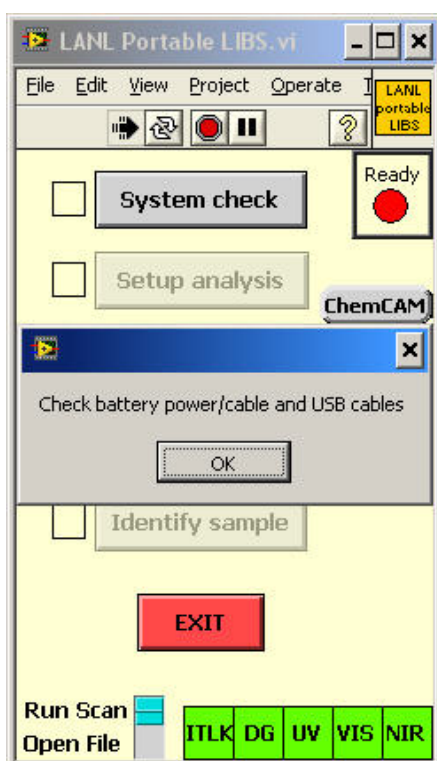 LANL Portable LIBS.vi
File Edit View Project Operate
LANL
portable
LIBS
Ready
System check
Setup analysis
ChemCAM
Check battery power/cable and USB cables
OK
Identify sample
EXIT
Run Scan
Open File
ITLK DG UV VIS NIR